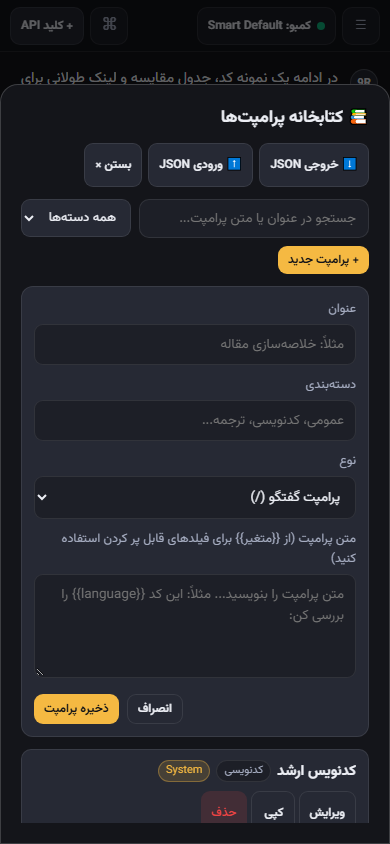 ☰
کمبو: Smart Default
⌘
+ کلید API
9R
در ادامه یک نمونه کد، جدول مقایسه و لینک طولانی برای
📚 کتابخانه پرامپت‌ها
⬇️ خروجی JSON
⬆️ ورودی JSON
بستن ×
جستجو در عنوان یا متن پرامپت...
همه دسته‌ها
+ پرامپت جدید
عنوان
مثلاً: خلاصه‌سازی مقاله
دسته‌بندی
عمومی، کدنویسی، ترجمه...
نوع
پرامپت گفتگو (/)
متن پرامپت (از {{متغیر}} برای فیلدهای قابل پر کردن استفاده
کنید)
متن پرامپت را بنویسید... مثلاً: این کد {{language}} را
بررسی کن:
انصراف
ذخیره پرامپت
کدنویس ارشد
کدنویسی
System
ویرایش
کپی
حذف